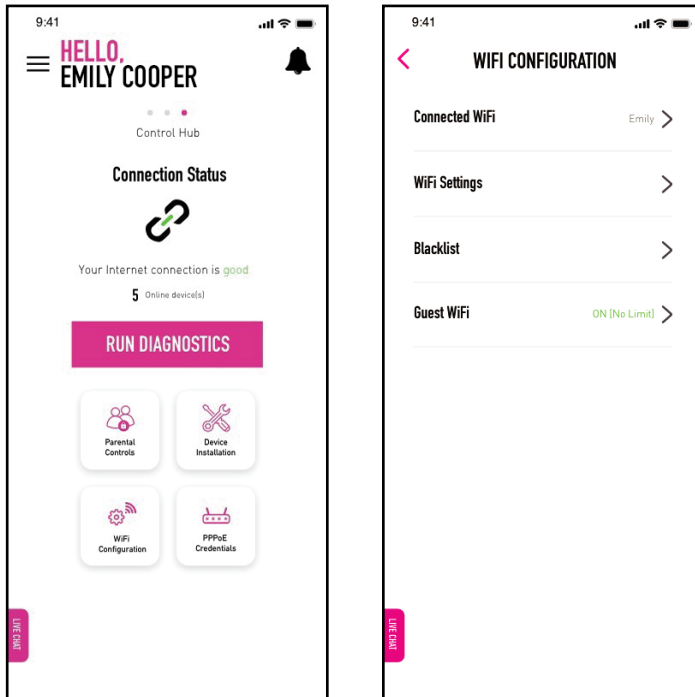 9:41
HELLO,
EMILY COOPER
Control Hub
Connection Status
Your Internet connection is good.
5 Online device(s)
RUN DIAGNOSTICS
Parental
Controls
Device
Installation
WiFi
Configuration
PPPoE
Credentials
LIVE CHAT
9:41
WIFI CONFIGURATION
Connected WiFi Emily
WiFi Settings
Blacklist
Guest WiFi ON [No Limit]
LIVE CHAT